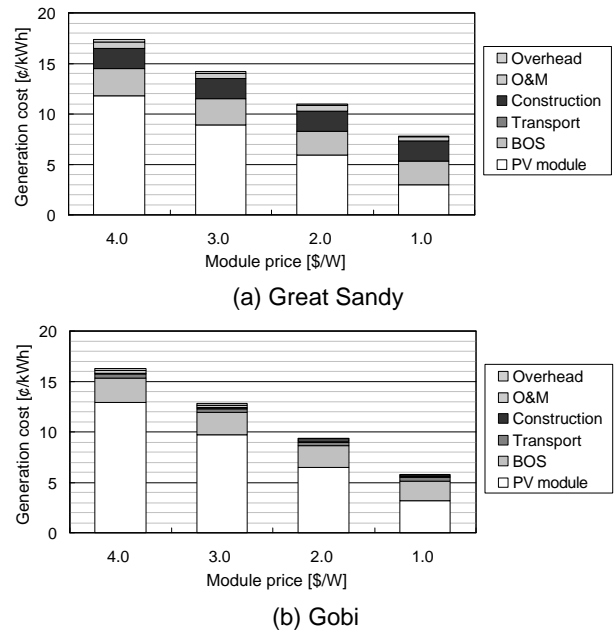 20
15
10
5
0
Generation cost [¢/kWh]
4.0 3.0 2.0 1.0
Module price [$/W]
Overhead
O&M
Construction
Transport
BOS
PV module
(a) Great Sandy
20
15
10
5
0
Generation cost [¢/kWh]
4.0 3.0 2.0 1.0
Module price [$/W]
Overhead
O&M
Construction
Transport
BOS
PV module
(b) Gobi